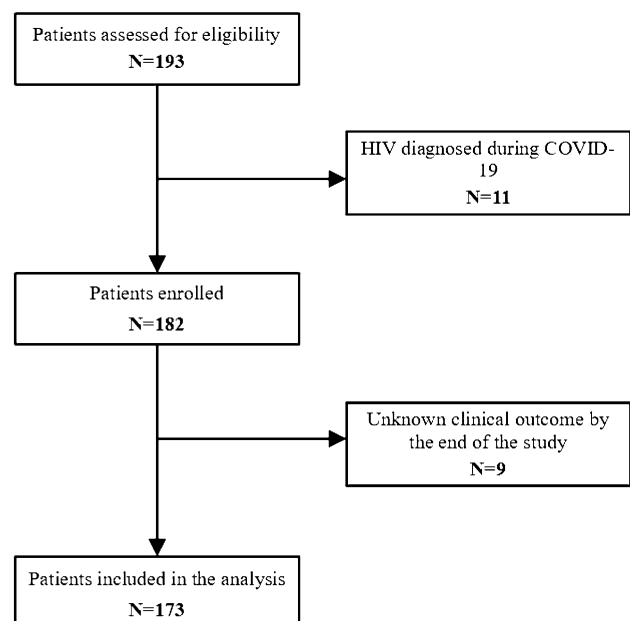 Patients assessed for eligibility
N=193
HIV diagnosed during COVID-
19
N=11
Patients enrolled
N=182
Unknown clinical outcome by
the end of the study
N=9
Patients included in the analysis
N=173